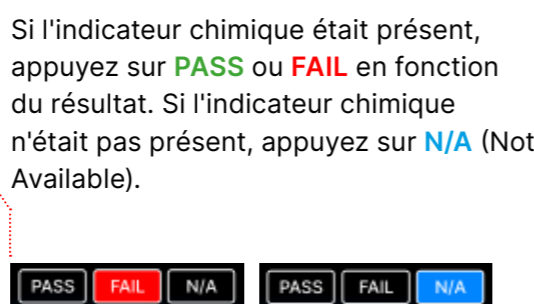 Si l'indicateur chimique était présent,
appuyez sur PASS ou FAIL en fonction
du résultat. Si l'indicateur chimique
n'était pas présent, appuyez sur N/A (Not
Available).
PASS FAIL N/A PASS FAIL N/A